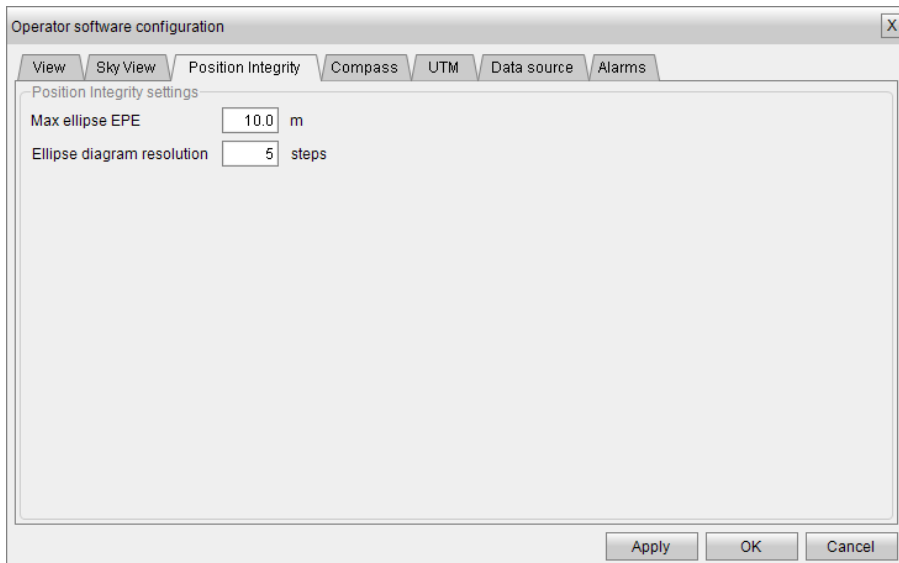 Operator software configuration X
View Sky View Position Integrity Compass UTM Data source Alarms
Position Integrity settings
Max ellipse EPE 10.0 m
Ellipse diagram resolution 5 steps
Apply OK Cancel